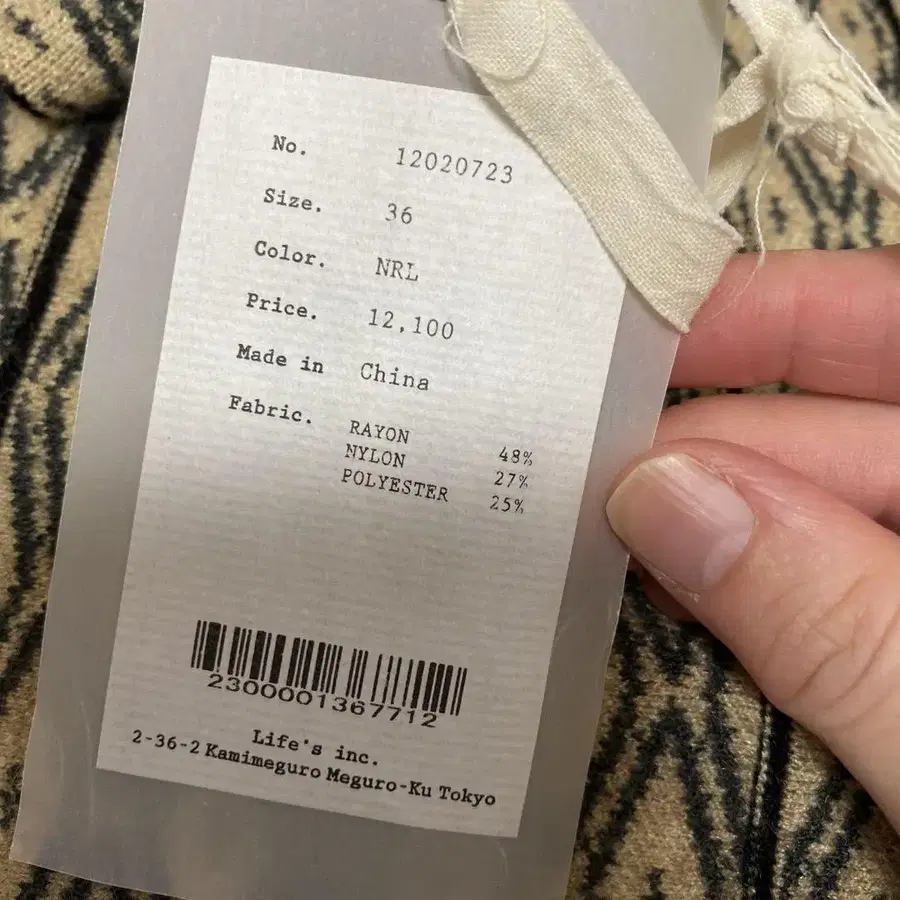 No. 12020723
Size. 36
Color. NRL
Price. 12,100
Made in China
Fabric. RAYON 48%
NYLON 27%
POLYESTER 25%
2300001367712
Life's inc.
2-36-2 Kamimeguro Meguro-Ku Tokyo